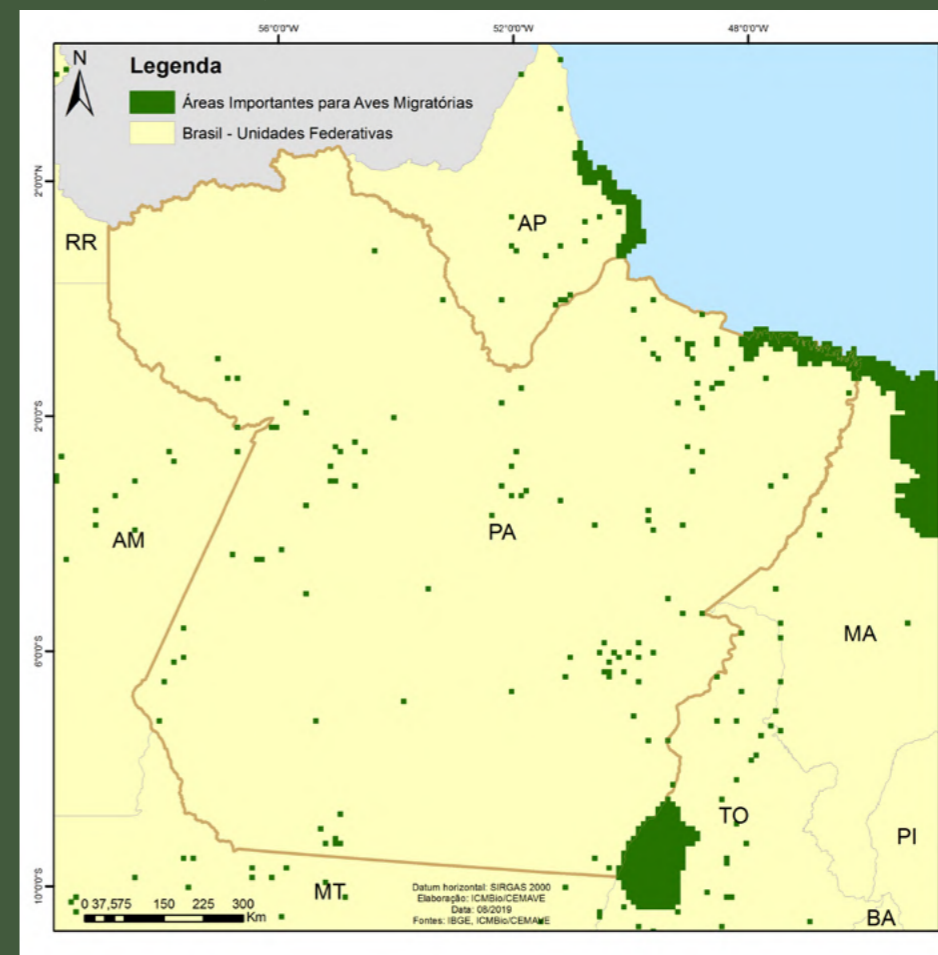 56°0'0"W
52°0'0"W
48°0'0"W
N
Legenda
Áreas Importantes para Aves Migratórias
Brasil - Unidades Federativas
2°0'0"N
RR
AP
2°0'0"S
AM
PA
6°0'0"S
MA
TO
PI
10°0'0"S
MT
BA
0 37,575 150 225 300
Km
Datum horizontal: SIRGAS 2000
Elaboração: ICMBio/CEMAVE
Data: 08/2019
Fontes: IBGE, ICMBio/CEMAVE